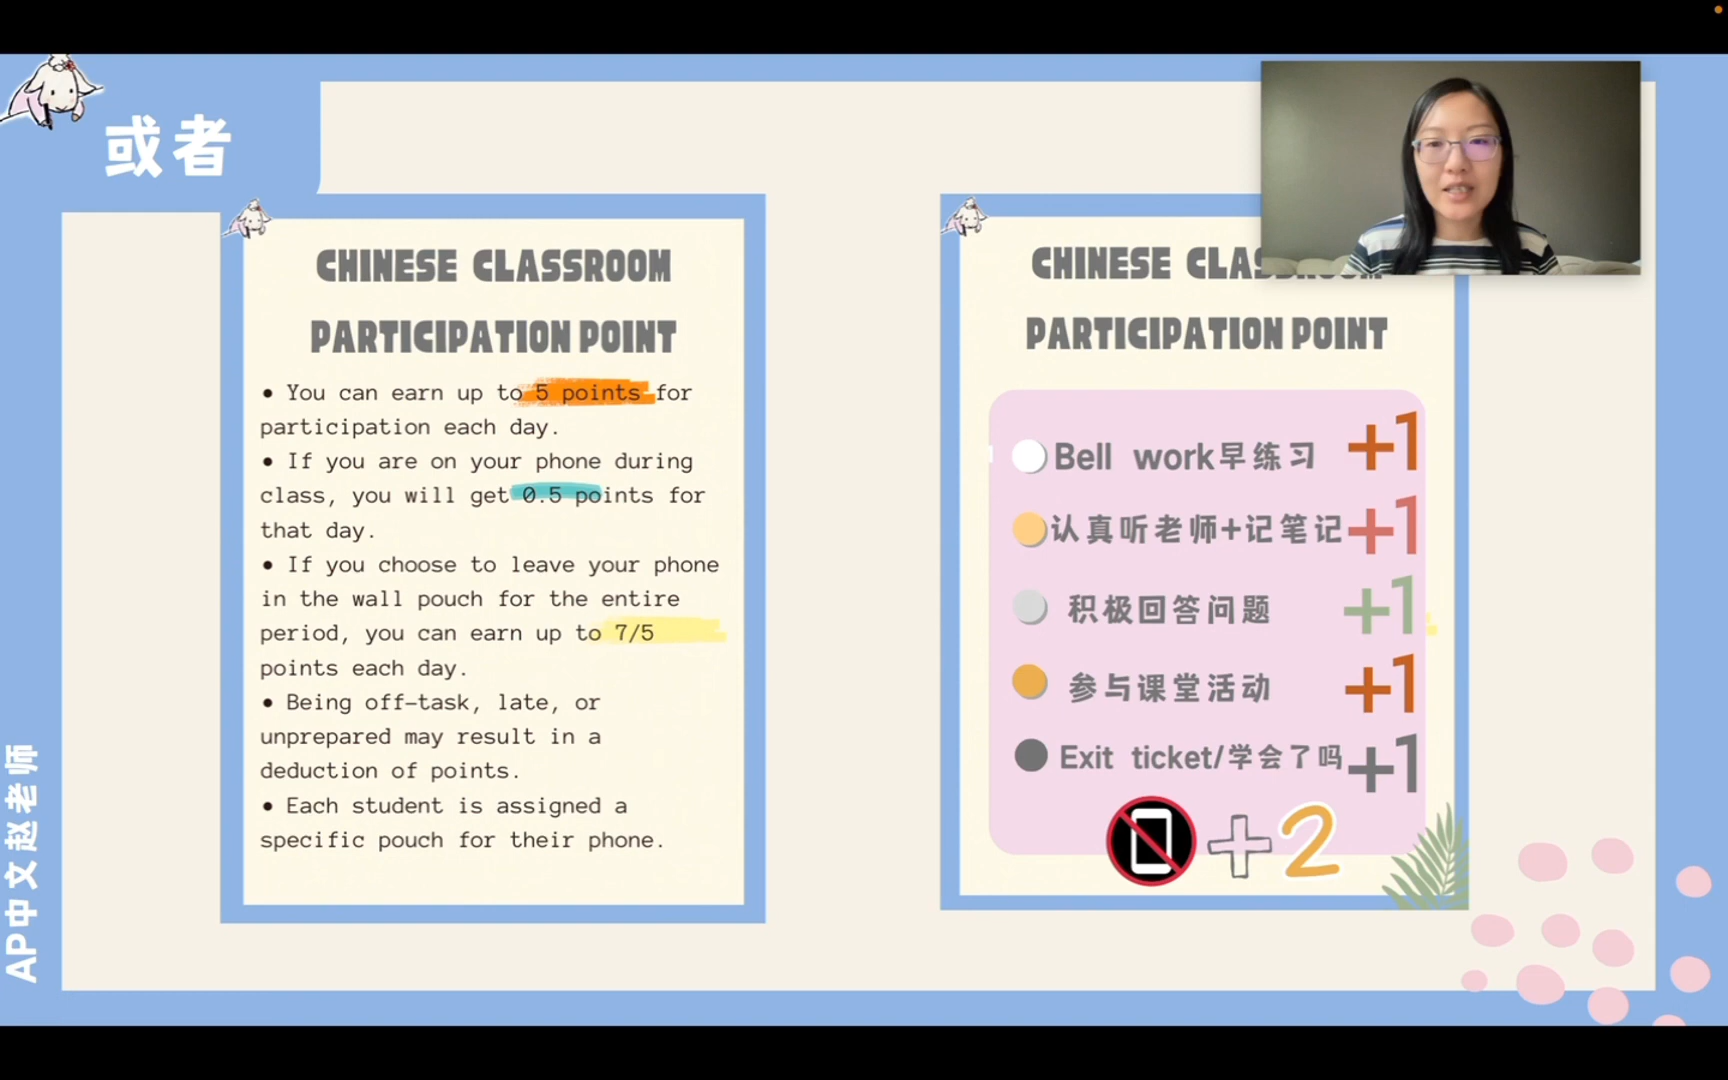 或者
CHINESE CLASSROOM
PARTICIPATION POINT
• You can earn up to 5 points for
participation each day.
• If you are on your phone during
class, you will get 0.5 points for
that day.
• If you choose to leave your phone
in the wall pouch for the entire
period, you can earn up to 7/5
points each day.
• Being off-task, late, or
unprepared may result in a
deduction of points.
• Each student is assigned a
specific pouch for their phone.
CHINESE
PARTICIPATION POINT
Bell work早练习 +1
认真听老师+记笔记 +1
积极回答问题 +1
参与课堂活动 +1
Exit ticket/学会了吗 +1
+2
AP中文赵老师